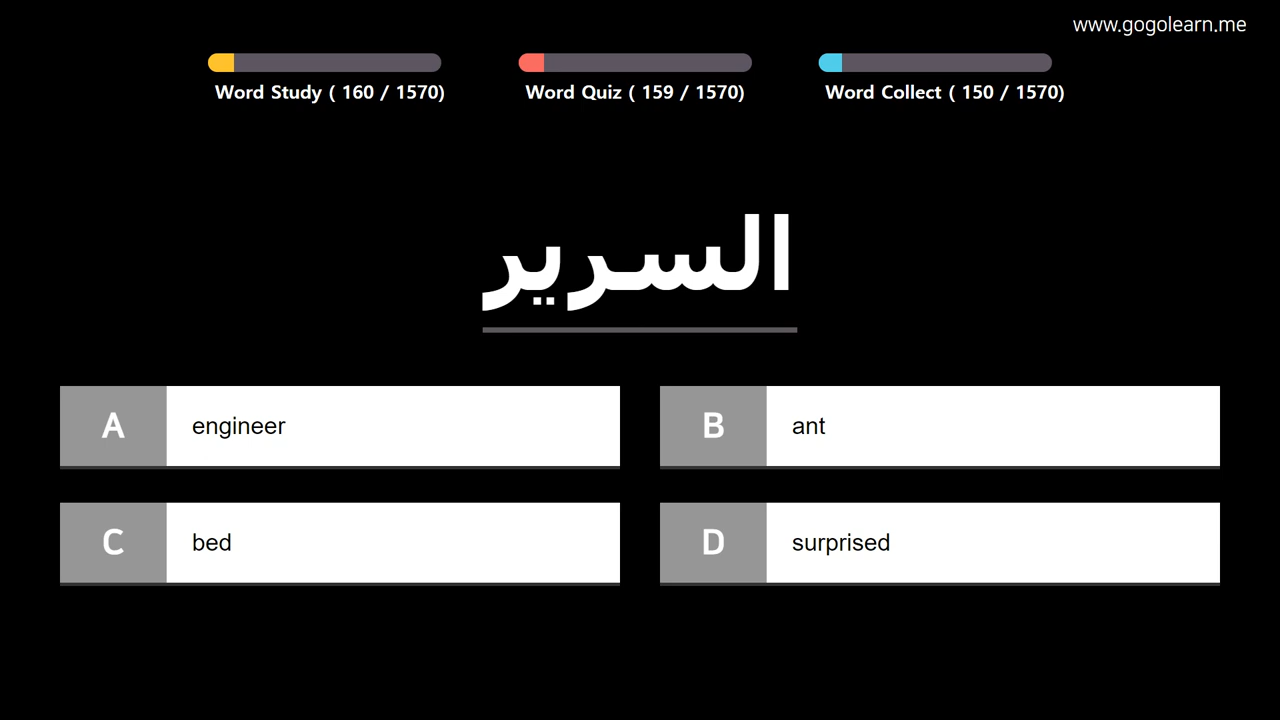 www.gogolearn.me
Word Study ( 160 / 1570)
Word Quiz ( 159 / 1570)
Word Collect ( 150 / 1570)
السرير
A engineer
B ant
C bed
D surprised